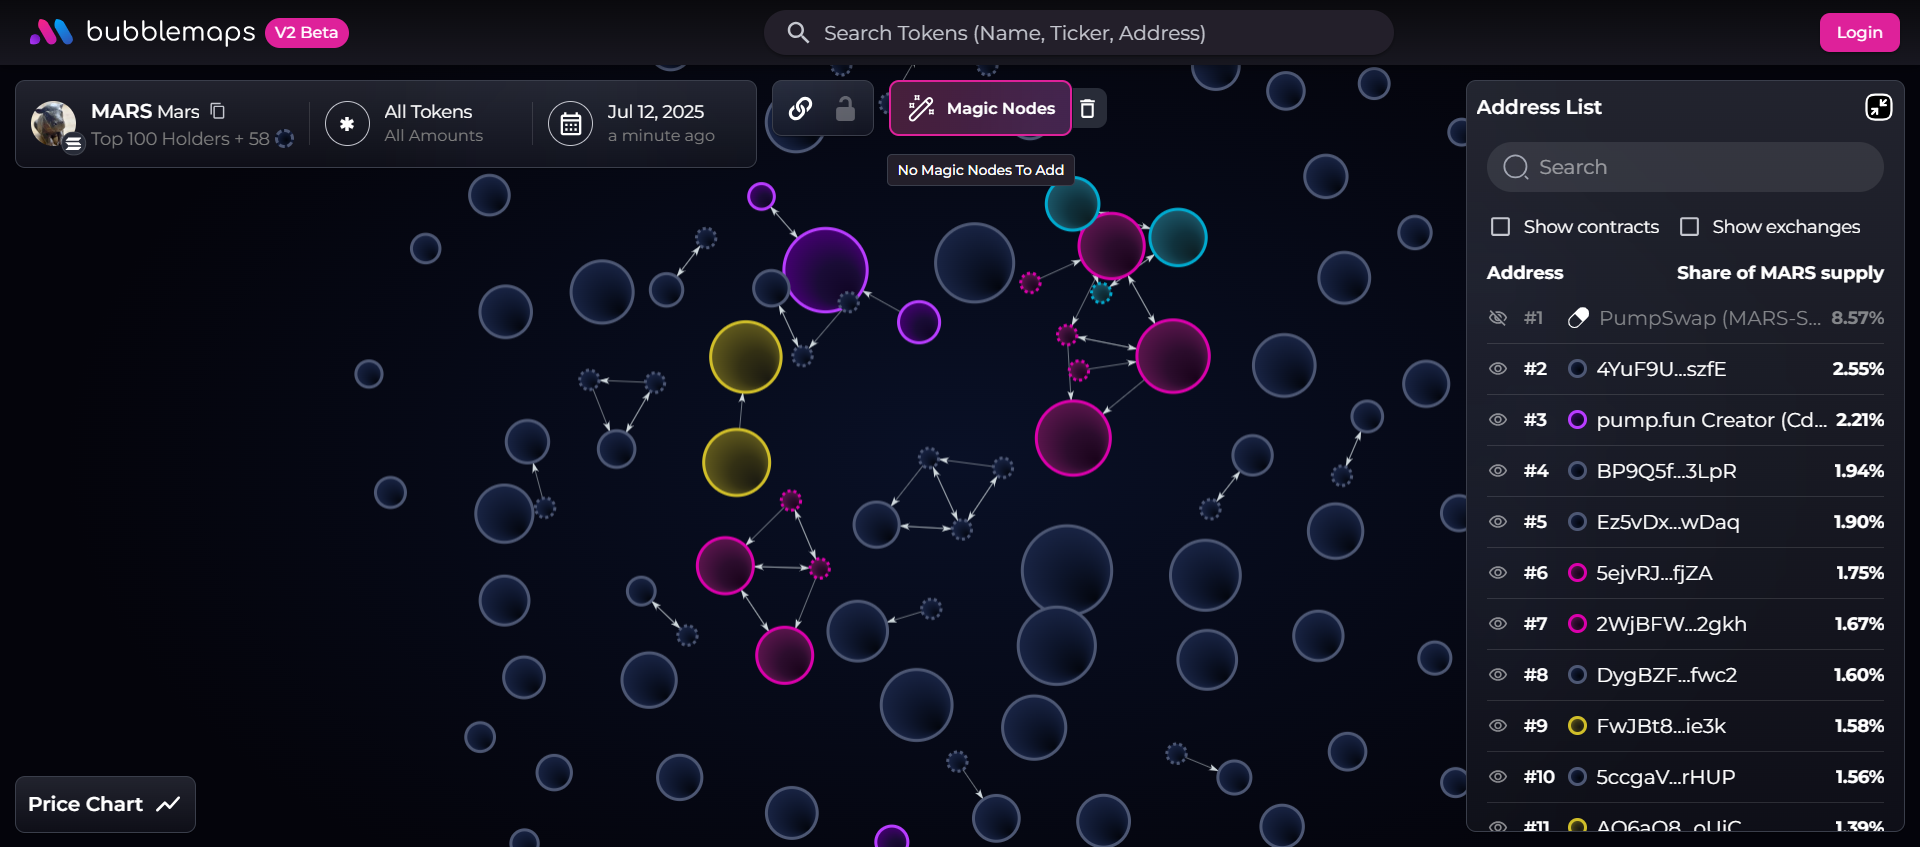 bubblemaps V2 Beta
Search Tokens (Name, Ticker, Address)
Login
MARS Mars
Top 100 Holders + 58
All Tokens
All Amounts
Jul 12, 2025
a minute ago
Magic Nodes
No Magic Nodes To Add
Address List
Search
Show contracts
Show exchanges
Address Share of MARS supply
#1 PumpSwap (MARS-S... 8.57%
#2 4YuF9U...szfE 2.55%
#3 pump.fun Creator (Cd... 2.21%
#4 BP9Q5f...3LpR 1.94%
#5 Ez5vDx...wDaq 1.90%
#6 5ejvRJ...fjZA 1.75%
#7 2WjBFW...2gkh 1.67%
#8 DygBZF...fwc2 1.60%
#9 FwJBt8...ie3k 1.58%
#10 5ccgaV...rHUP 1.56%
#11 1.39%
Price Chart